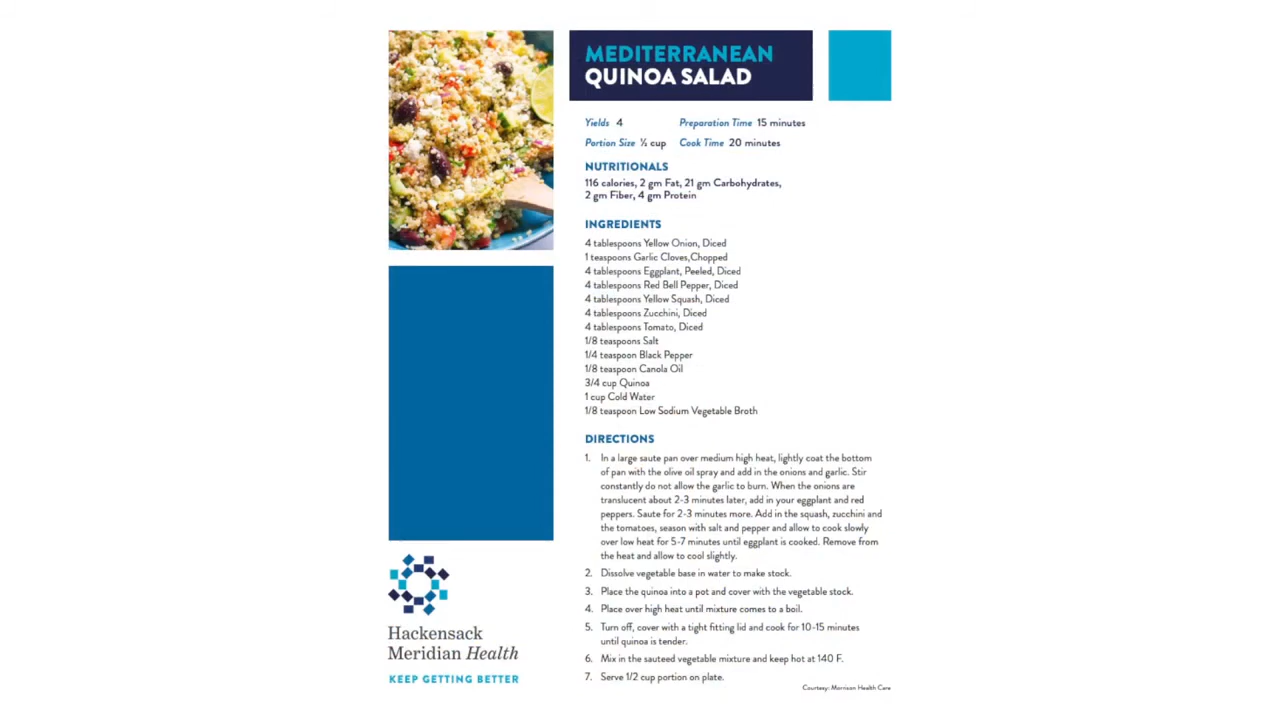 MEDITERRANEAN
QUINOA SALAD
Yields 4 Preparation Time 15 minutes
Portion Size ½ cup Cook Time 20 minutes
NUTRITIONALS
116 calories, 2 gm Fat, 21 gm Carbohydrates,
2 gm Fiber, 4 gm Protein
INGREDIENTS
4 tablespoons Yellow Onion, Diced
1 teaspoons Garlic Cloves,Chopped
4 tablespoons Eggplant, Peeled, Diced
4 tablespoons Red Bell Pepper, Diced
4 tablespoons Yellow Squash, Diced
4 tablespoons Zucchini, Diced
4 tablespoons Tomato, Diced
1/8 teaspoons Salt
1/4 teaspoon Black Pepper
1/8 teaspoon Canola Oil
3/4 cup Quinoa
1 cup Cold Water
1/8 teaspoon Low Sodium Vegetable Broth
DIRECTIONS
1. In a large saute pan over medium high heat, lightly coat the bottom
of pan with the olive oil spray and add in the onions and garlic. Stir
constantly do not allow the garlic to burn. When the onions are
translucent about 2-3 minutes later, add in your eggplant and red
peppers. Saute for 2-3 minutes more. Add in the squash, zucchini and
the tomatoes, season with salt and pepper and allow to cook slowly
over low heat for 5-7 minutes until eggplant is cooked. Remove from
the heat and allow to cool slightly.
2. Dissolve vegetable base in water to make stock.
3. Place the quinoa into a pot and cover with the vegetable stock.
4. Place over high heat until mixture comes to a boil.
5. Turn off, cover with a tight fitting lid and cook for 10-15 minutes
until quinoa is tender.
6. Mix in the sauteed vegetable mixture and keep hot at 140 F.
7. Serve 1/2 cup portion on plate.
Courtesy: Morrison Health Care
Hackensack
Meridian Health
KEEP GETTING BETTER